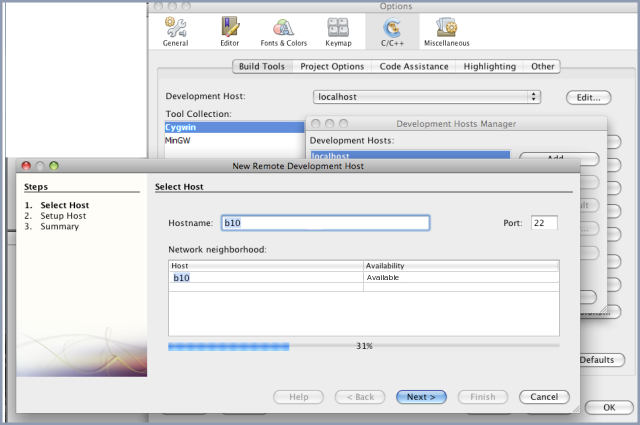 Options
General
Editor
Fonts & Colors
Keymap
C/C++
Miscellaneous
Build Tools
Project Options
Code Assistance
Highlighting
Other
Development Host:
localhost
Edit...
Tool Collection:
Cygwin
MinGW
Development Hosts Manager
Development Hosts:
localhost
Add
New Remote Development Host
Steps
1. Select Host
2. Setup Host
3. Summary
Select Host
Hostname:
b10
Port:
22
Network neighborhood:
Host
Availability
b10
Available
31%
Help
< Back
Next >
Finish
Cancel
Defaults
OK